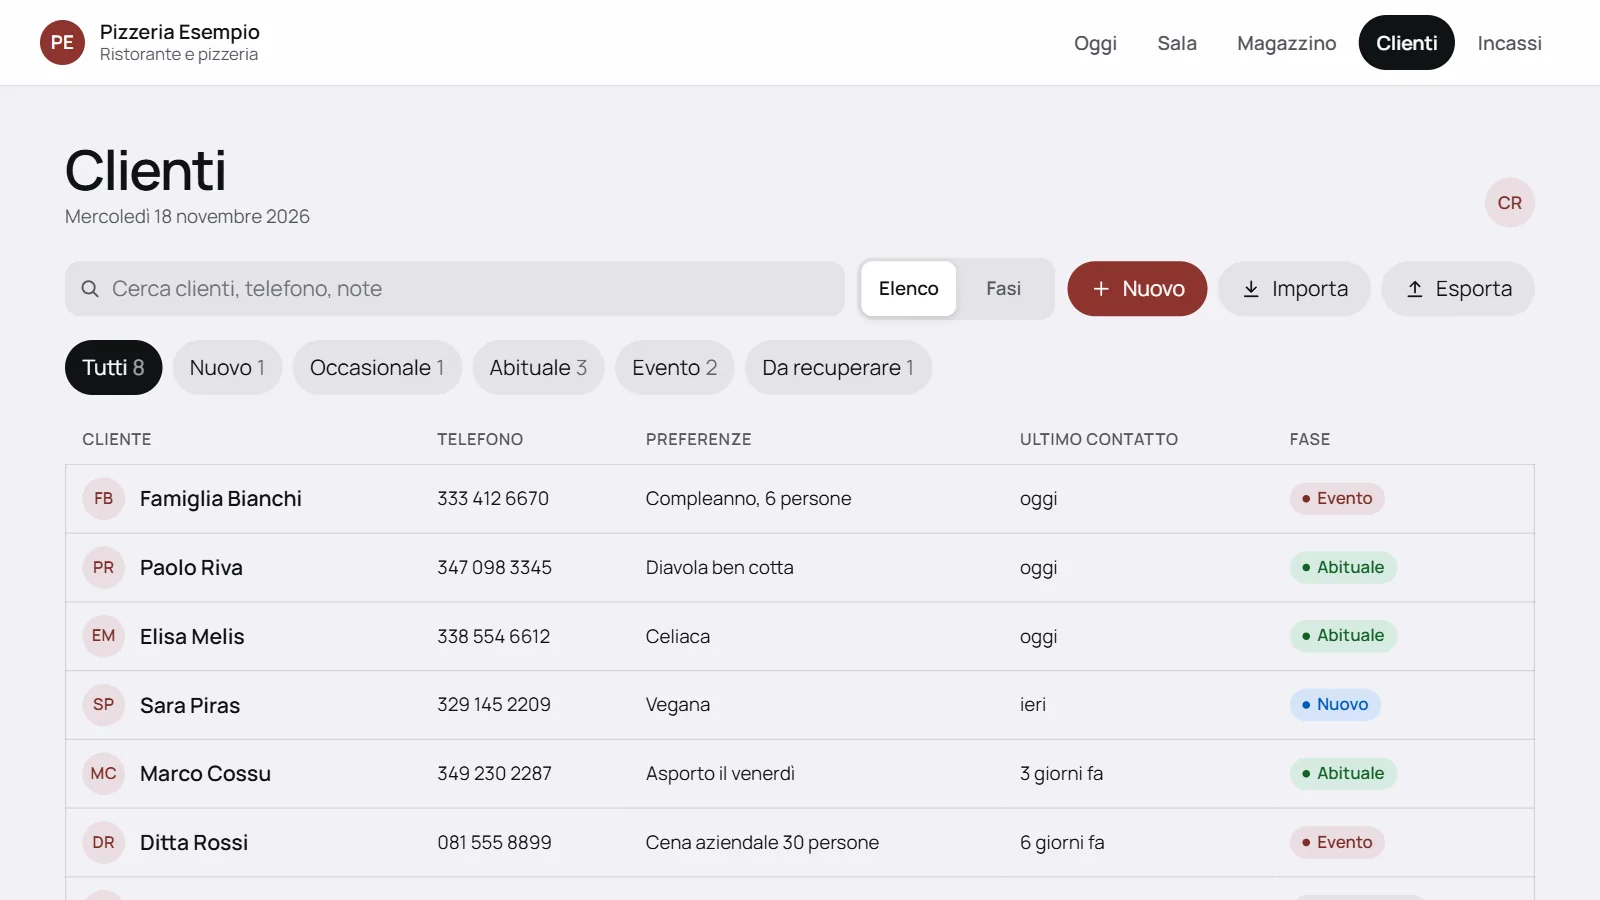 PE
Pizzeria Esempio
Ristorante e pizzeria
Oggi
Sala
Magazzino
Clienti
Incassi
Clienti
Mercoledì 18 novembre 2026
CR
Cerca clienti, telefono, note
Elenco
Fasi
+ Nuovo
Importa
Esporta
Tutti 8
Nuovo 1
Occasionale 1
Abituale 3
Evento 2
Da recuperare 1
CLIENTE TELEFONO PREFERENZE ULTIMO CONTATTO FASE
FB Famiglia Bianchi 333 412 6670 Compleanno, 6 persone oggi Evento
PR Paolo Riva 347 098 3345 Diavola ben cotta oggi Abituale
EM Elisa Melis 338 554 6612 Celiaca oggi Abituale
SP Sara Piras 329 145 2209 Vegana ieri Nuovo
MC Marco Cossu 349 230 2287 Asporto il venerdì 3 giorni fa Abituale
DR Ditta Rossi 081 555 8899 Cena aziendale 30 persone 6 giorni fa Evento